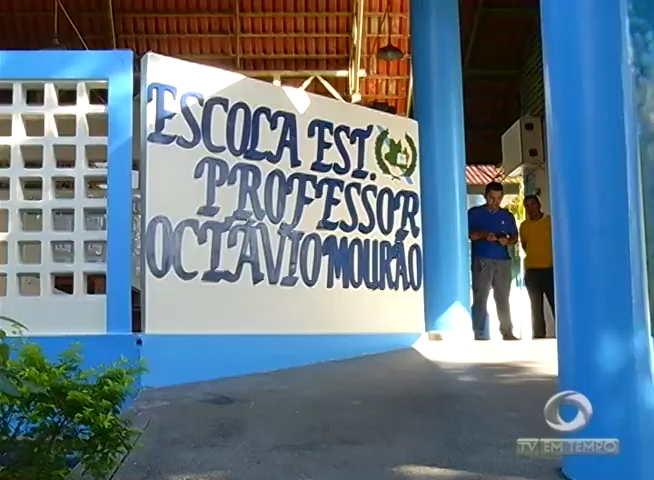 ESCOLA EST.
PROFESSOR
OCTÁVIO MOURÃO
TV EM TEMPO